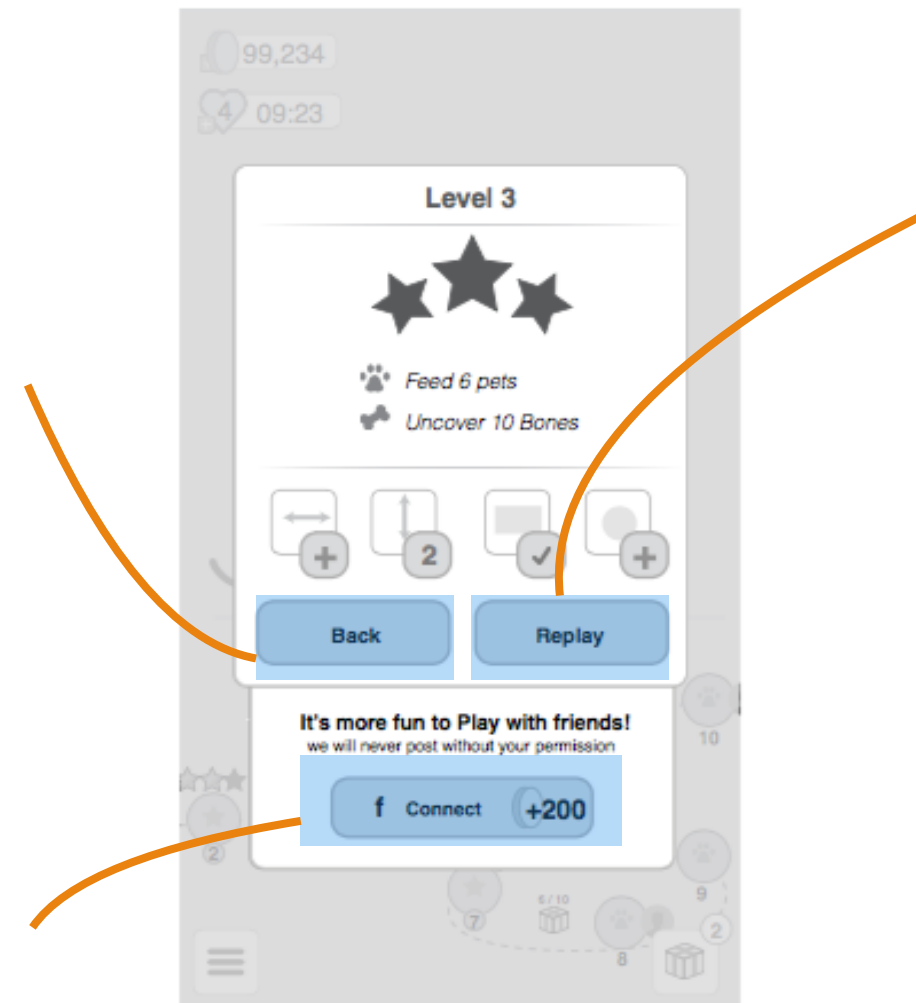 99,234
4 09:23
Level 3
Feed 6 pets
Uncover 10 Bones
2
Back Replay
It's more fun to Play with friends!
we will never post without your permission
10
f Connect +200
2
9
7
6/10
8
2